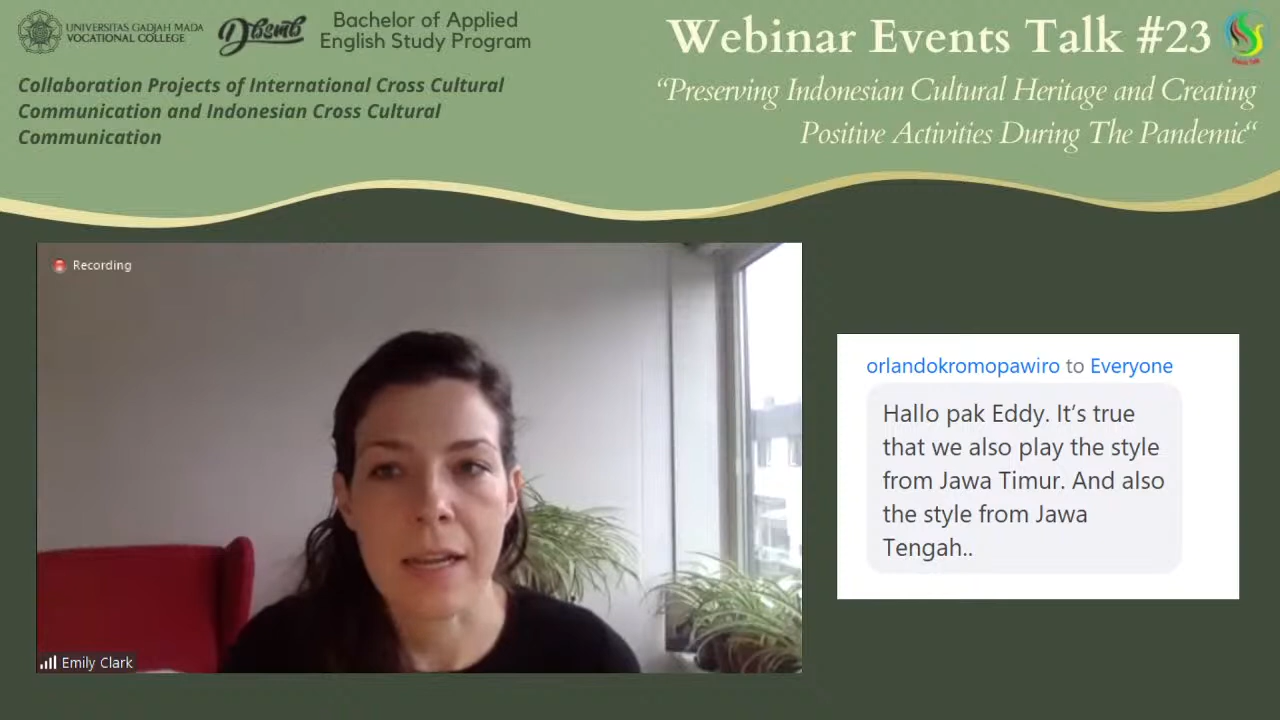 UNIVERSITAS GADJAH MADA
VOCATIONAL COLLEGE
Dbsmb
Bachelor of Applied
English Study Program
Collaboration Projects of International Cross Cultural
Communication and Indonesian Cross Cultural
Communication
Webinar Events Talk #23
“Preserving Indonesian Cultural Heritage and Creating
Positive Activities During The Pandemic“
Recording
Emily Clark
orlandokromopawiro to Everyone
Hallo pak Eddy. It’s true
that we also play the style
from Jawa Timur. And also
the style from Jawa
Tengah..